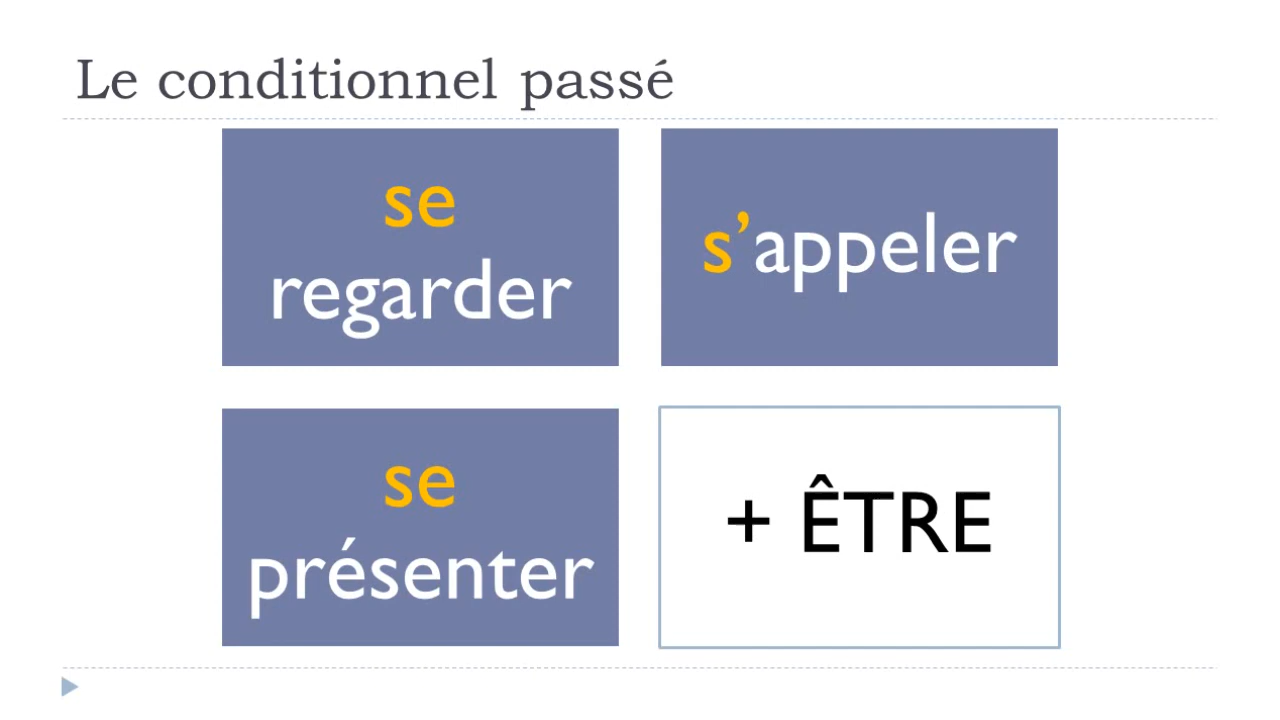 Le conditionnel passé
se
regarder
s’appeler
se
présenter
+ ÊTRE